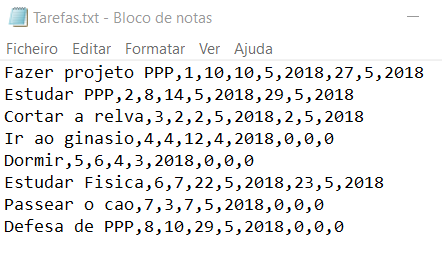 Tarefas.txt - Bloco de notas
Ficheiro Editar Formatar Ver Ajuda
Fazer projeto PPP,1,10,10,5,2018,27,5,2018
Estudar PPP,2,8,14,5,2018,29,5,2018
Cortar a relva,3,2,2,5,2018,2,5,2018
Ir ao ginasio,4,4,12,4,2018,0,0,0
Dormir,5,6,4,3,2018,0,0,0
Estudar Fisica,6,7,22,5,2018,23,5,2018
Passear o cao,7,3,7,5,2018,0,0,0
Defesa de PPP,8,10,29,5,2018,0,0,0